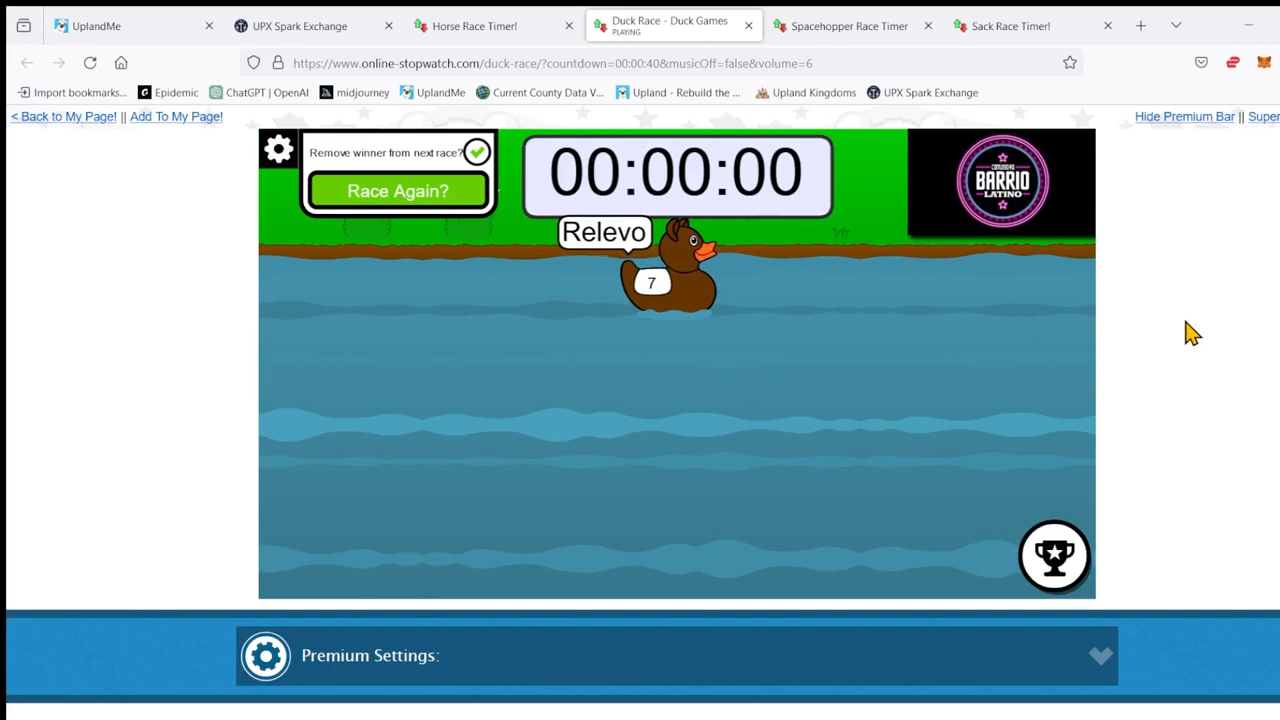 UplandMe
UPX Spark Exchange
Horse Race Timer!
Duck Race - Duck Games
PLAYING
Spacehopper Race Timer
Sack Race Timer!
https://www.online-stopwatch.com/duck-race/?countdown=00:00:40&musicOff=false&volume=6
Import bookmarks...
Epidemic
ChatGPT | OpenAI
midjourney
UplandMe
Current County Data V...
Upland - Rebuild the ...
Upland Kingdoms
UPX Spark Exchange
< Back to My Page! || Add To My Page!
Hide Premium Bar || Super
Remove winner from next race?
Race Again?
00:00:00
COMUNIDAD
BARRIO
LATINO
Relevo
7
Premium Settings: